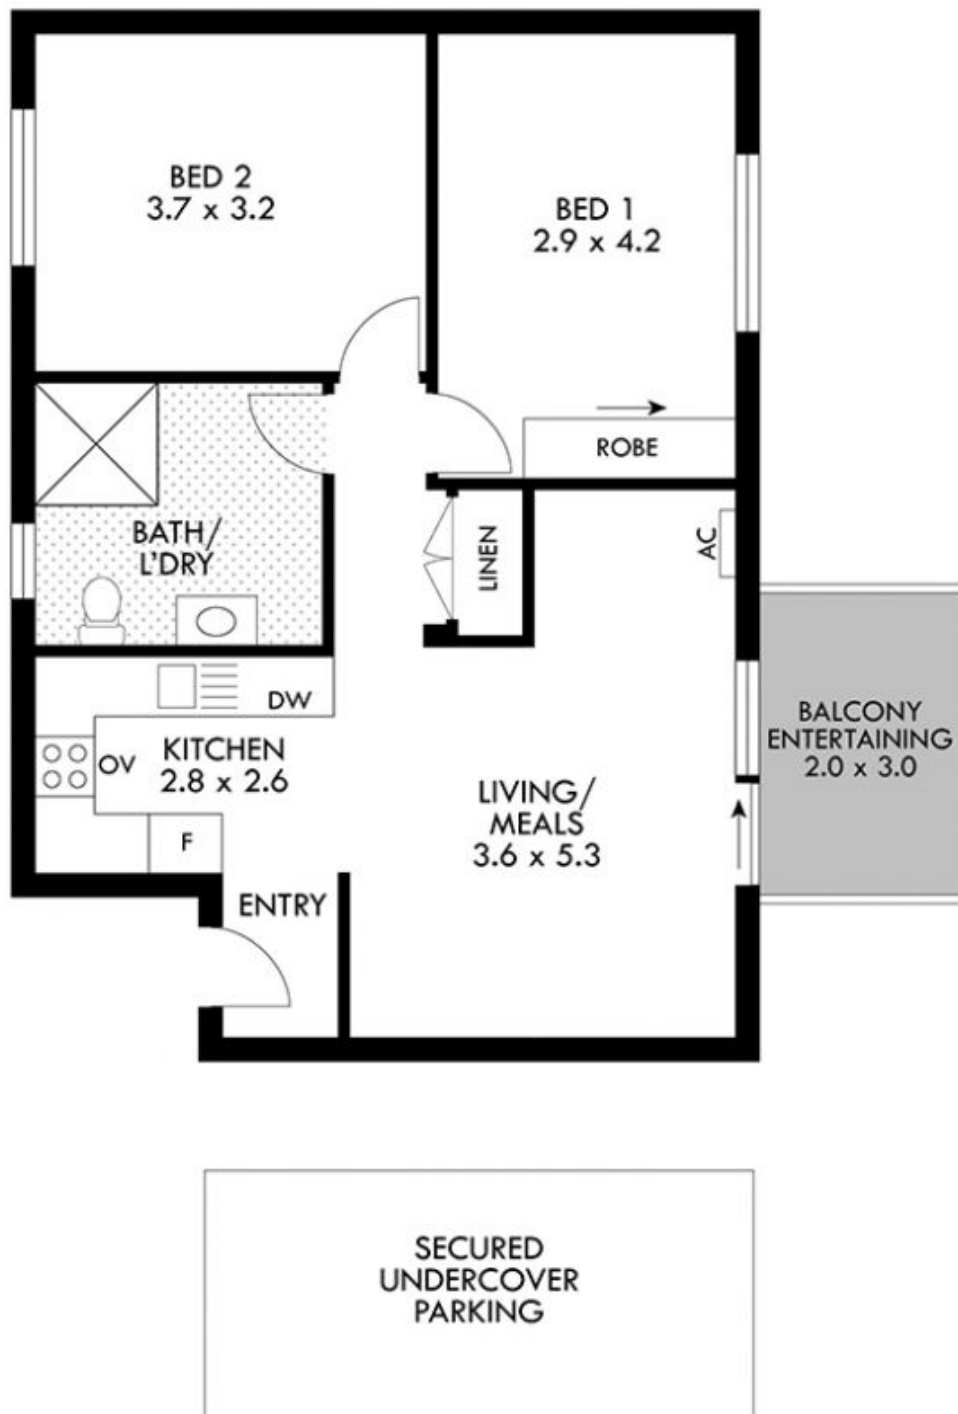 BED 2
3.7 x 3.2
BED 1
2.9 x 4.2
ROBE
BATH/
L'DRY
LINEN
AC
DW
KITCHEN
2.8 x 2.6
OV
F
LIVING/
MEALS
3.6 x 5.3
BALCONY
ENTERTAINING
2.0 x 3.0
ENTRY
SECURED
UNDERCOVER
PARKING